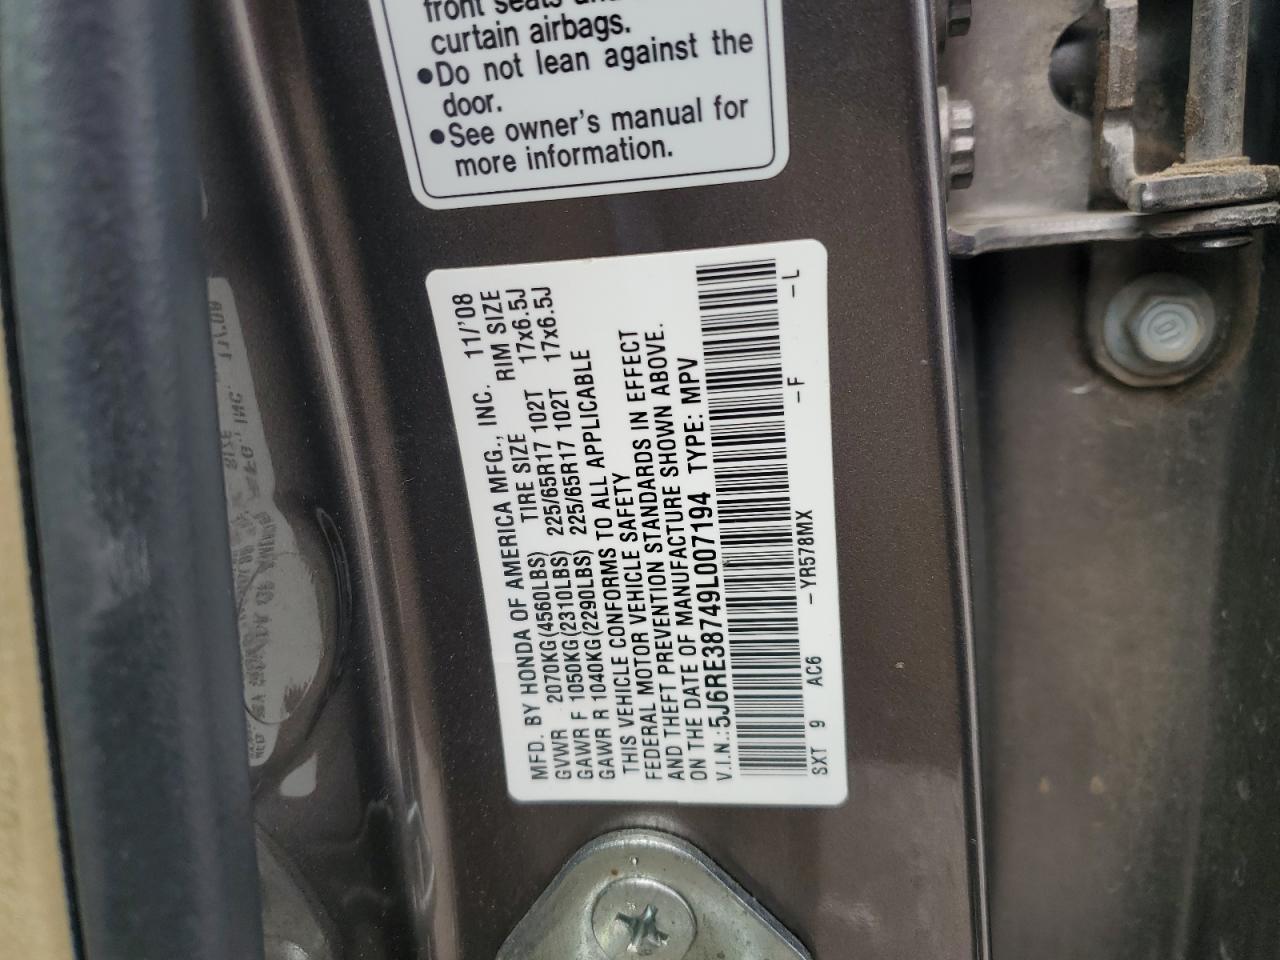 front seats and
curtain airbags.
●Do not lean against the
door.
●See owner's manual for
more information.
MFD. BY HONDA OF AMERICA MFG., INC. 11/'08
TIRE SIZE RIM SIZE
GVWR 2070KG(4560LBS)
GAWR F 1050KG(2310LBS) 225/65R17 102T 17x6.5J
GAWR R 1040KG(2290LBS) 225/65R17 102T 17x6.5J
THIS VEHICLE CONFORMS TO ALL APPLICABLE
FEDERAL MOTOR VEHICLE SAFETY
AND THEFT PREVENTION STANDARDS IN EFFECT
ON THE DATE OF MANUFACTURE SHOWN ABOVE.
V.I.N.:5J6RE38749L007194 TYPE: MPV
SXT 9 AC6 -YR578MX -F -L